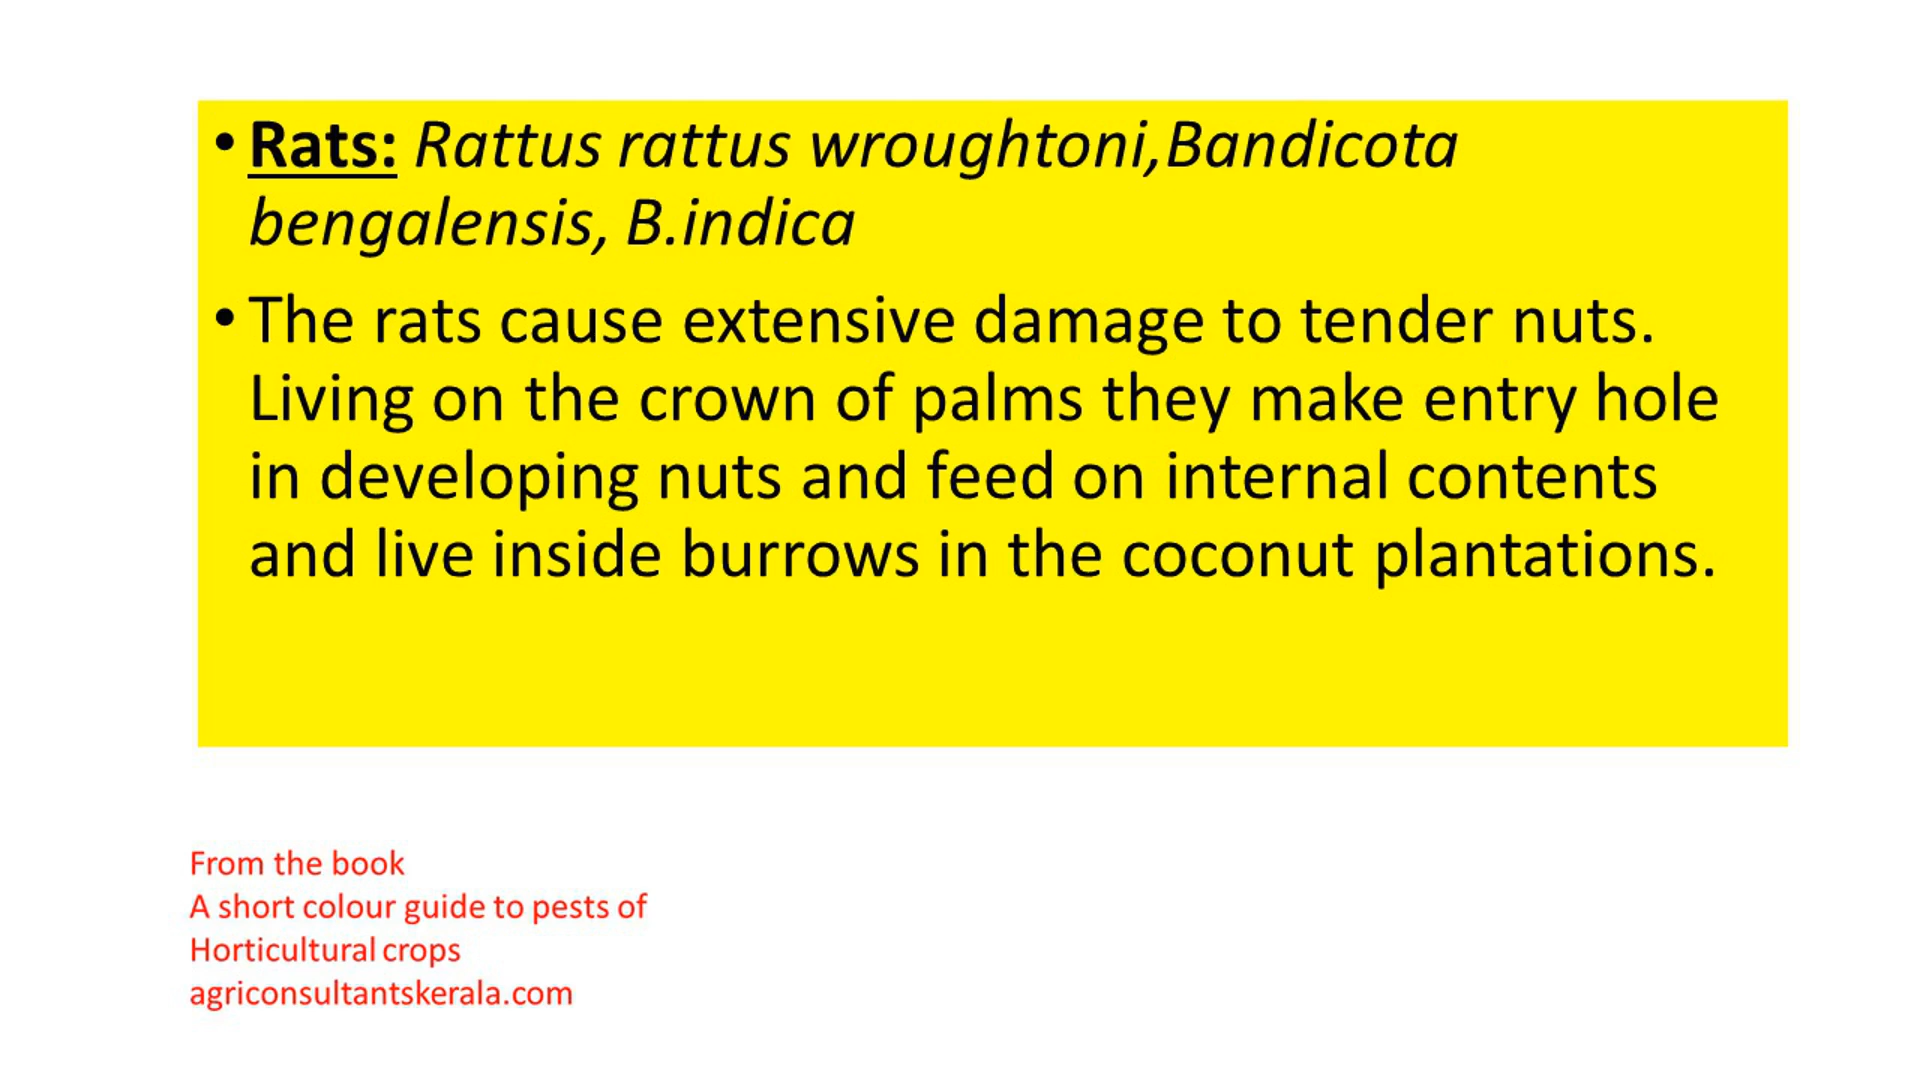 • Rats: Rattus rattus wroughtoni,Bandicota
bengalensis, B.indica
• The rats cause extensive damage to tender nuts.
Living on the crown of palms they make entry hole
in developing nuts and feed on internal contents
and live inside burrows in the coconut plantations.
From the book
A short colour guide to pests of
Horticultural crops
agriconsultantskerala.com